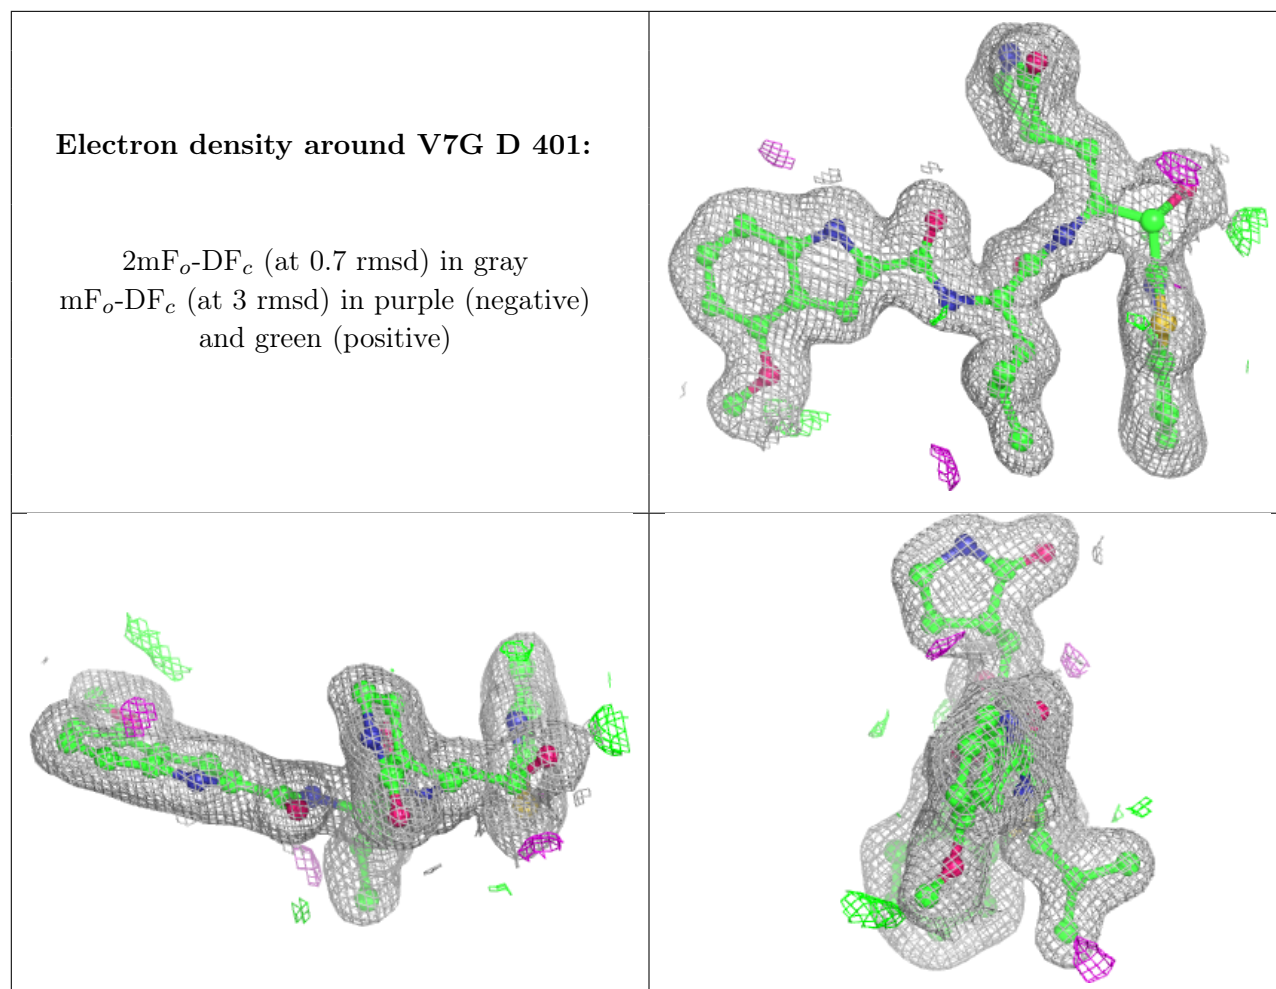 Electron density around V7G D 401:
2mFo-DFc (at 0.7 rmsd) in gray
mFo-DFc (at 3 rmsd) in purple (negative)
and green (positive)